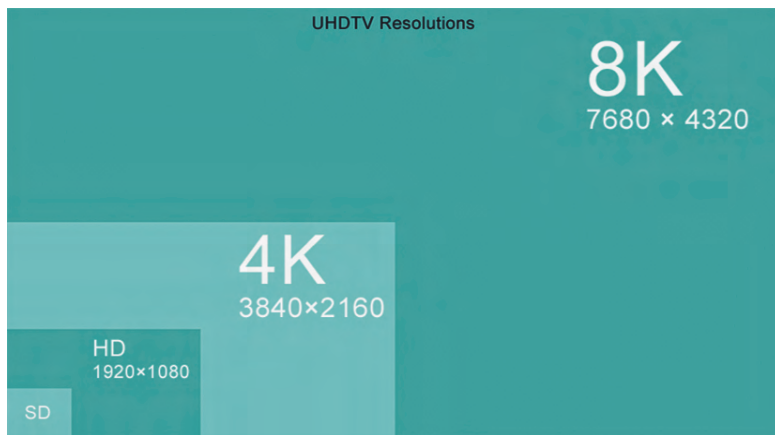 UHDTV Resolutions
8K
7680 × 4320
4K
3840×2160
HD
1920×1080
SD